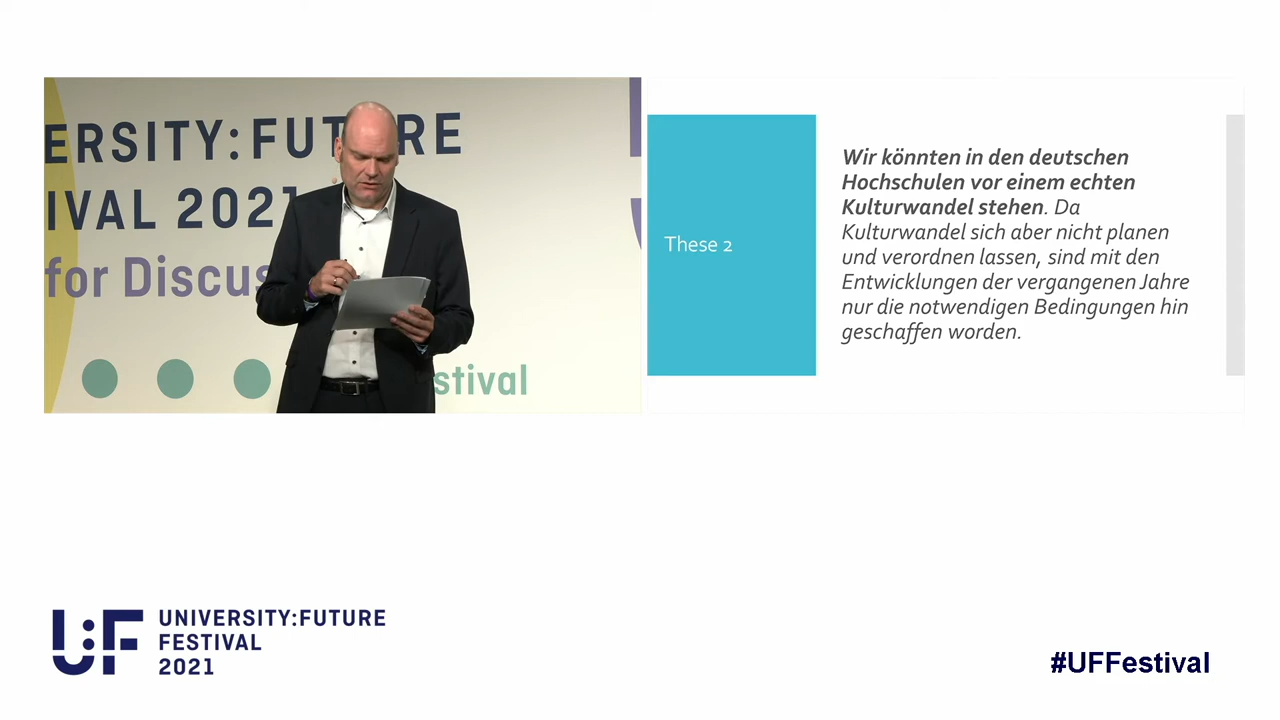 ERSITY:FUTURE
IVAL 2021
for Discus
stival
These 2
Wir könnten in den deutschen
Hochschulen vor einem echten
Kulturwandel stehen. Da
Kulturwandel sich aber nicht planen
und verordnen lassen, sind mit den
Entwicklungen der vergangenen Jahre
nur die notwendigen Bedingungen hin
geschaffen worden.
U:F
UNIVERSITY:FUTURE
FESTIVAL
2021
#UFFestival